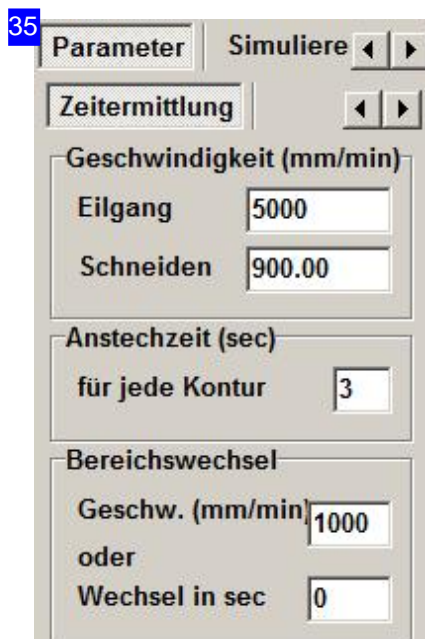 35
Parameter Simuliere
Zeitermittlung
Geschwindigkeit (mm/min)
Eilgang 5000
Schneiden 900.00
Anstechzeit (sec)
für jede Kontur 3
Bereichswechsel
Geschw. (mm/min) 1000
oder
Wechsel in sec 0